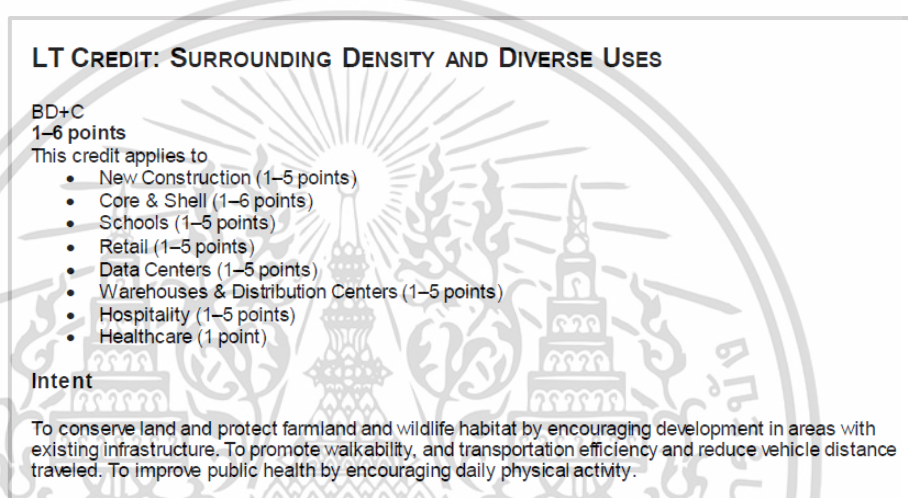 LT CREDIT: SURROUNDING DENSITY AND DIVERSE USES
BD+C
1–6 points
This credit applies to
• New Construction (1–5 points)
• Core & Shell (1–6 points)
• Schools (1–5 points)
• Retail (1–5 points)
• Data Centers (1–5 points)
• Warehouses & Distribution Centers (1–5 points)
• Hospitality (1–5 points)
• Healthcare (1 point)
Intent
To conserve land and protect farmland and wildlife habitat by encouraging development in areas with
existing infrastructure. To promote walkability, and transportation efficiency and reduce vehicle distance
traveled. To improve public health by encouraging daily physical activity.